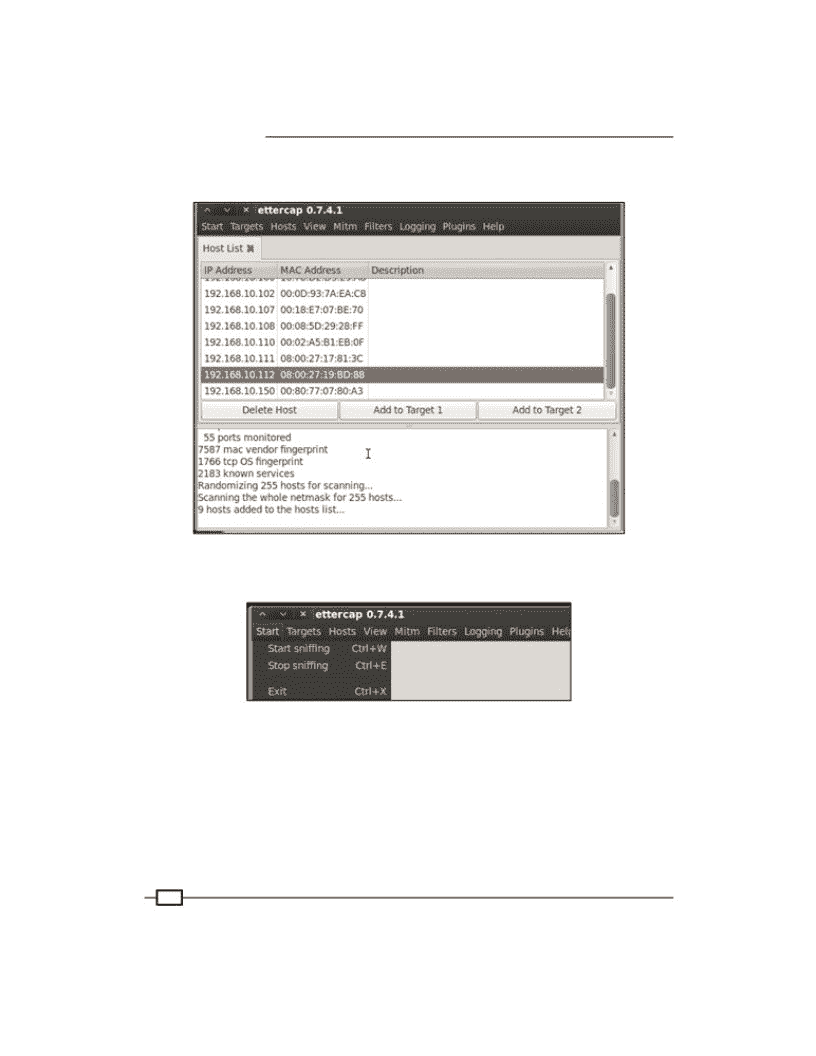 ettercap 0.7.4.1
Start Targets Hosts View Mitm Filters Logging Plugins Help
Host List ✖
IP Address MAC Address Description
192.168.10.102 00:0D:93:7A:EA:CB
192.168.10.107 00:18:E7:07:BE:70
192.168.10.108 00:08:5D:29:28:FF
192.168.10.110 00:02:A5:B1:EB:0F
192.168.10.111 08:00:27:17:81:3C
192.168.10.112 08:00:27:19:BD:88
192.168.10.150 00:80:77:07:80:A3
Delete Host Add to Target 1 Add to Target 2
55 ports monitored
7587 mac vendor fingerprint
1766 tcp OS fingerprint
2183 known services
Randomizing 255 hosts for scanning...
Scanning the whole netmask for 255 hosts...
9 hosts added to the hosts list...
ettercap 0.7.4.1
Start Targets Hosts View Mitm Filters Logging Plugins Help
Start sniffing Ctrl+W
Stop sniffing Ctrl+E
Exit Ctrl+X